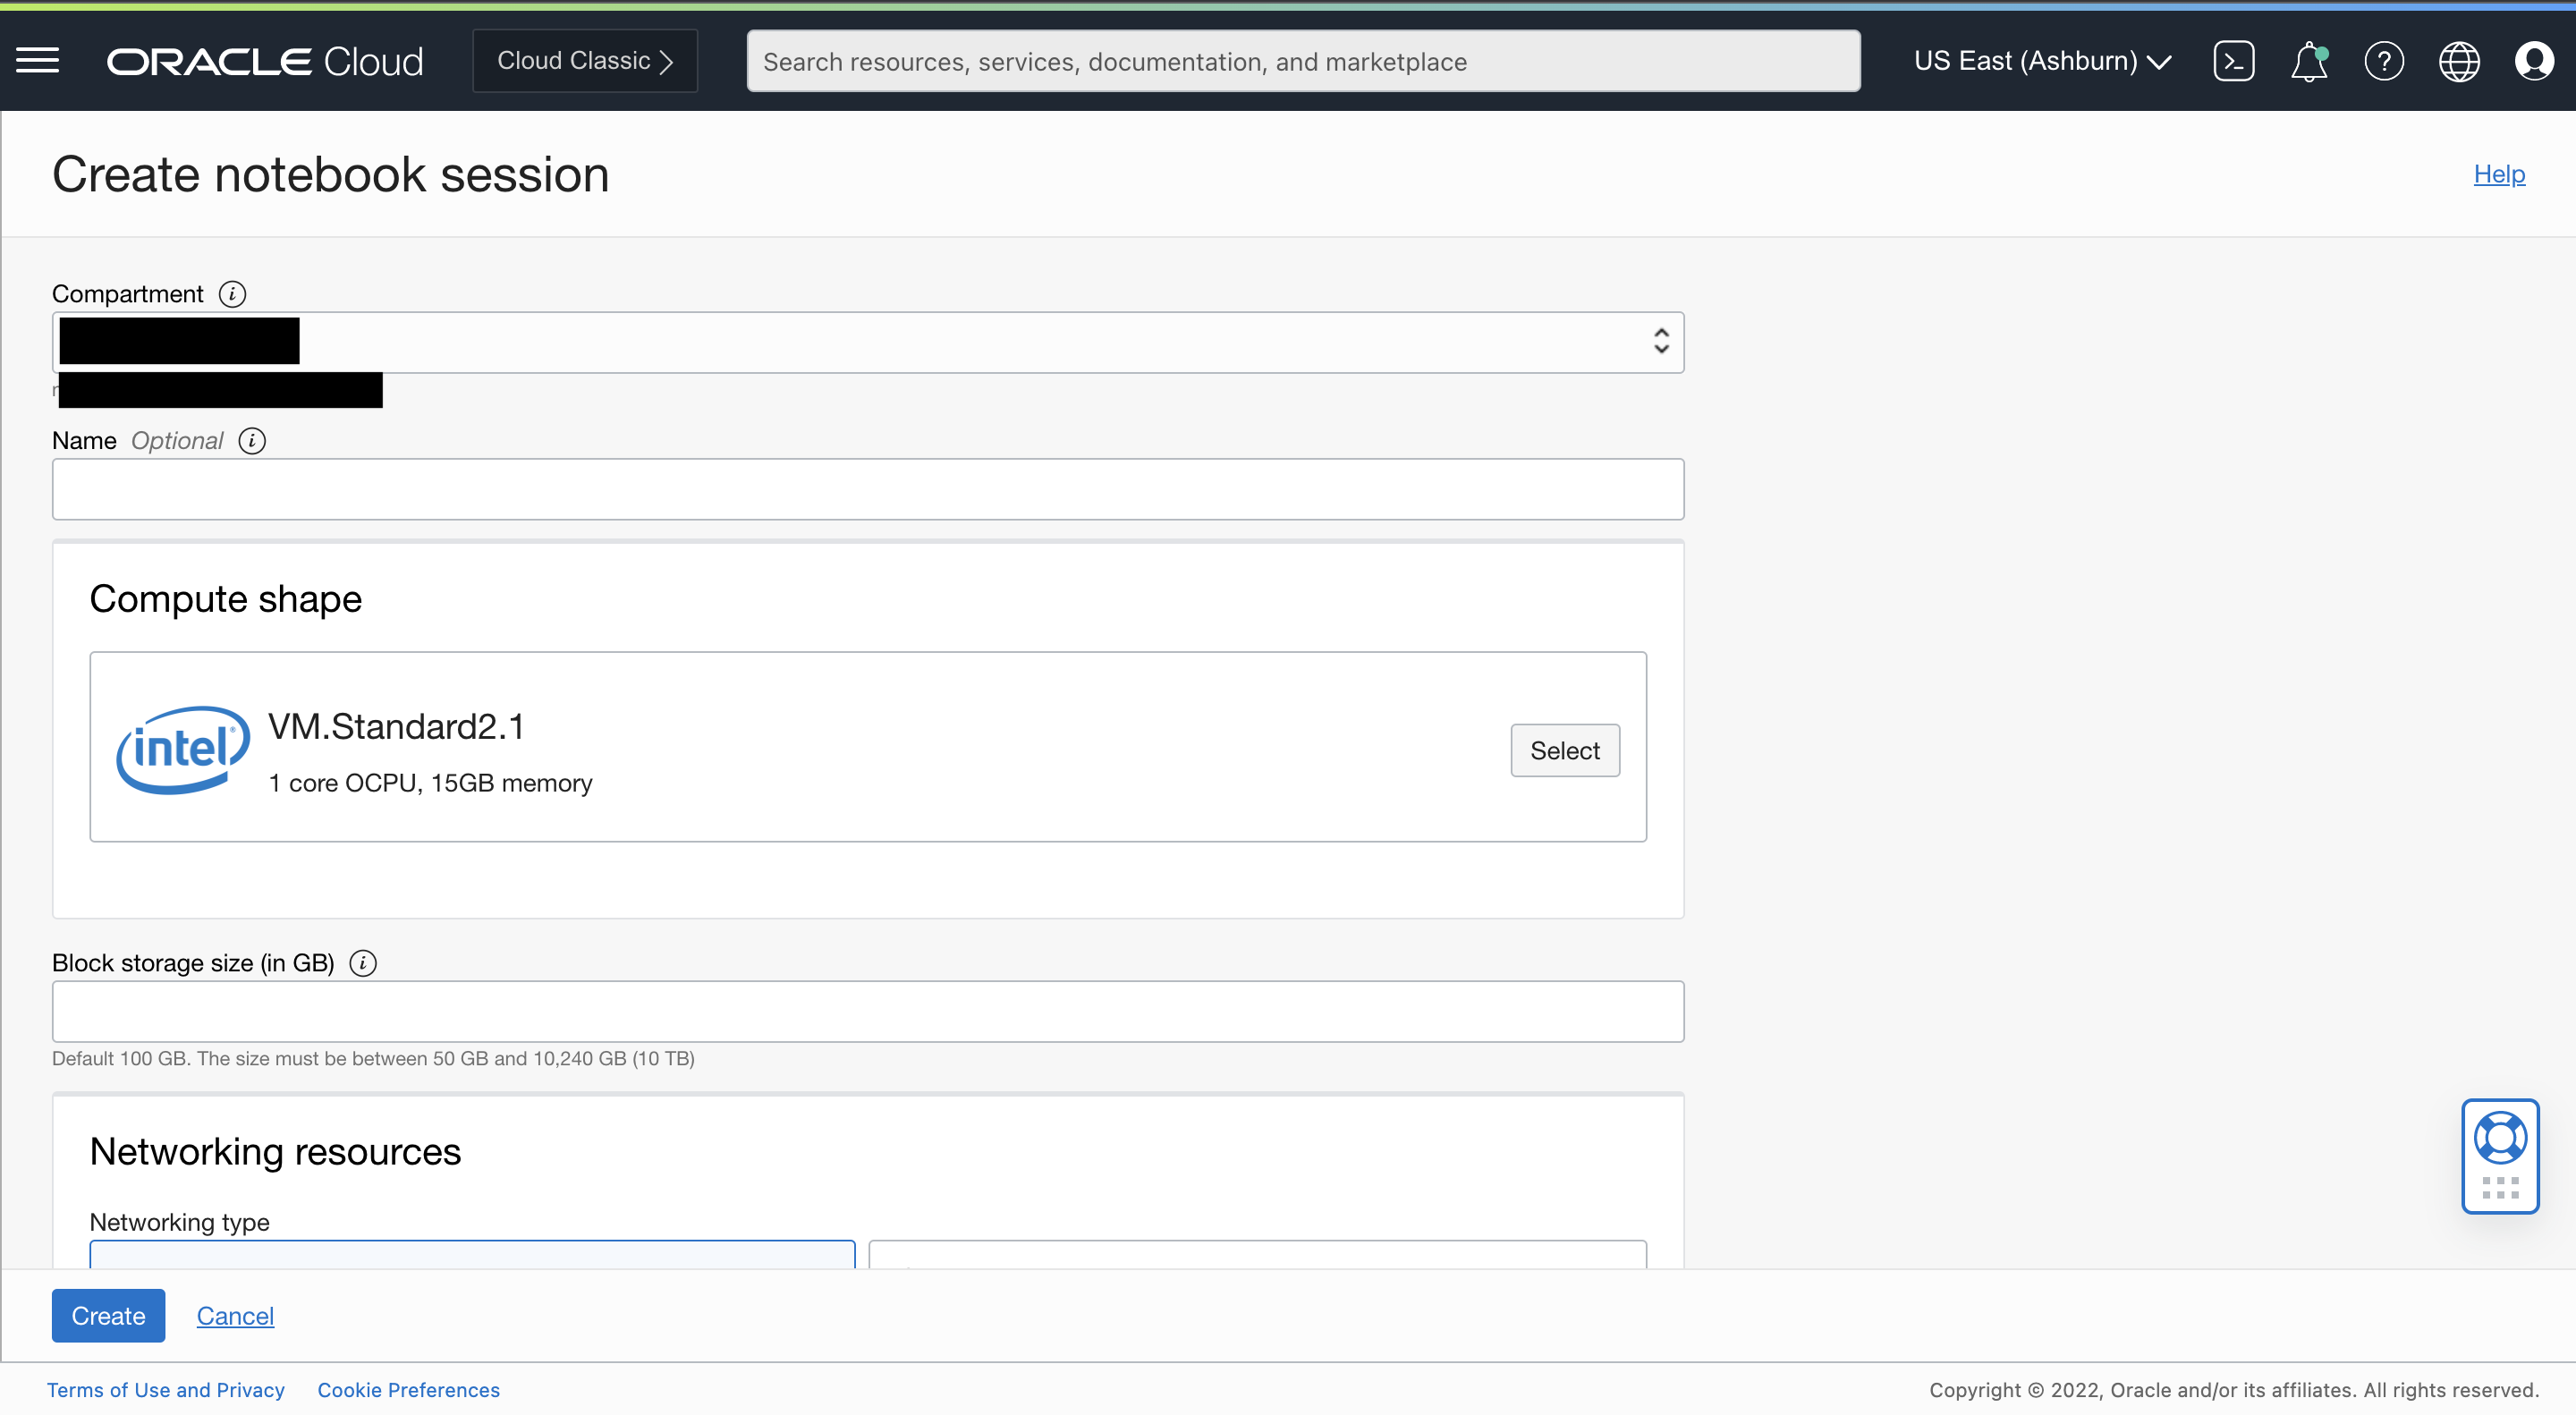 ORACLE Cloud
Cloud Classic
Search resources, services, documentation, and marketplace
US East (Ashburn)
Create notebook session
Help
Compartment
Name Optional
Compute shape
intel
VM.Standard2.1
1 core OCPU, 15GB memory
Select
Block storage size (in GB)
Default 100 GB. The size must be between 50 GB and 10,240 GB (10 TB)
Networking resources
Networking type
Create
Cancel
Terms of Use and Privacy
Cookie Preferences
Copyright © 2022, Oracle and/or its affiliates. All rights reserved.